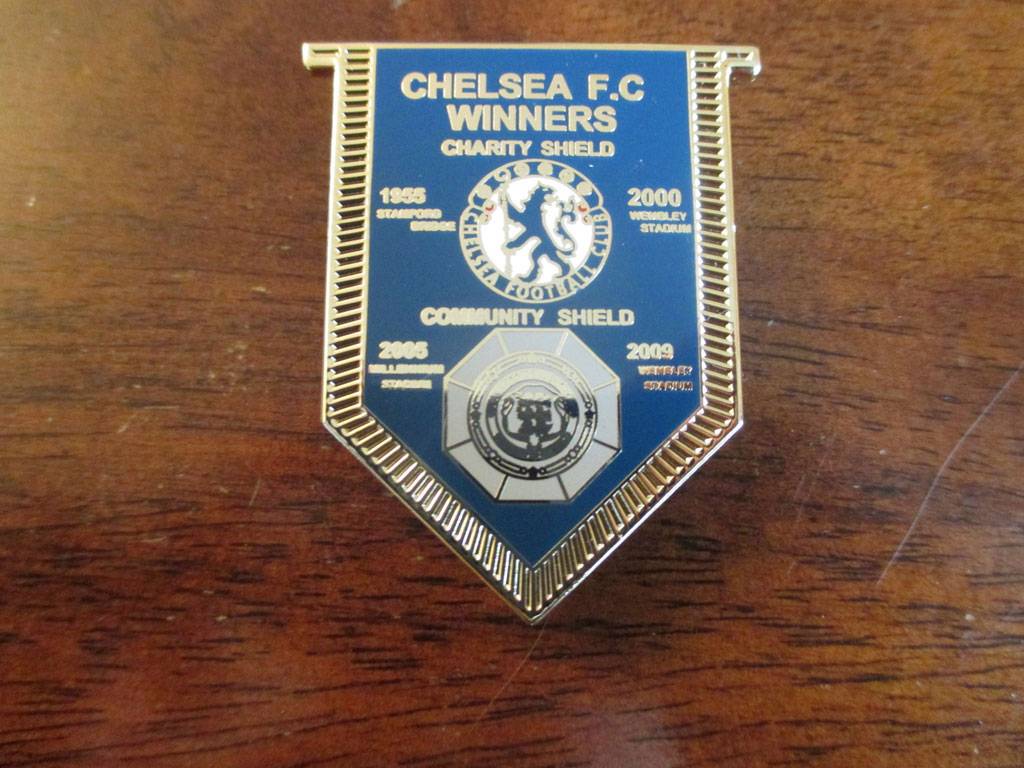 CHELSEA F.C
WINNERS
CHARITY SHIELD
1955
STAMFORD
BRIDGE
2000
WEMBLEY
STADIUM
CHELSEA FOOTBALL CLUB
COMMUNITY SHIELD
2005
MILLENNIUM
STADIUM
2009
WEMBLEY
STADIUM